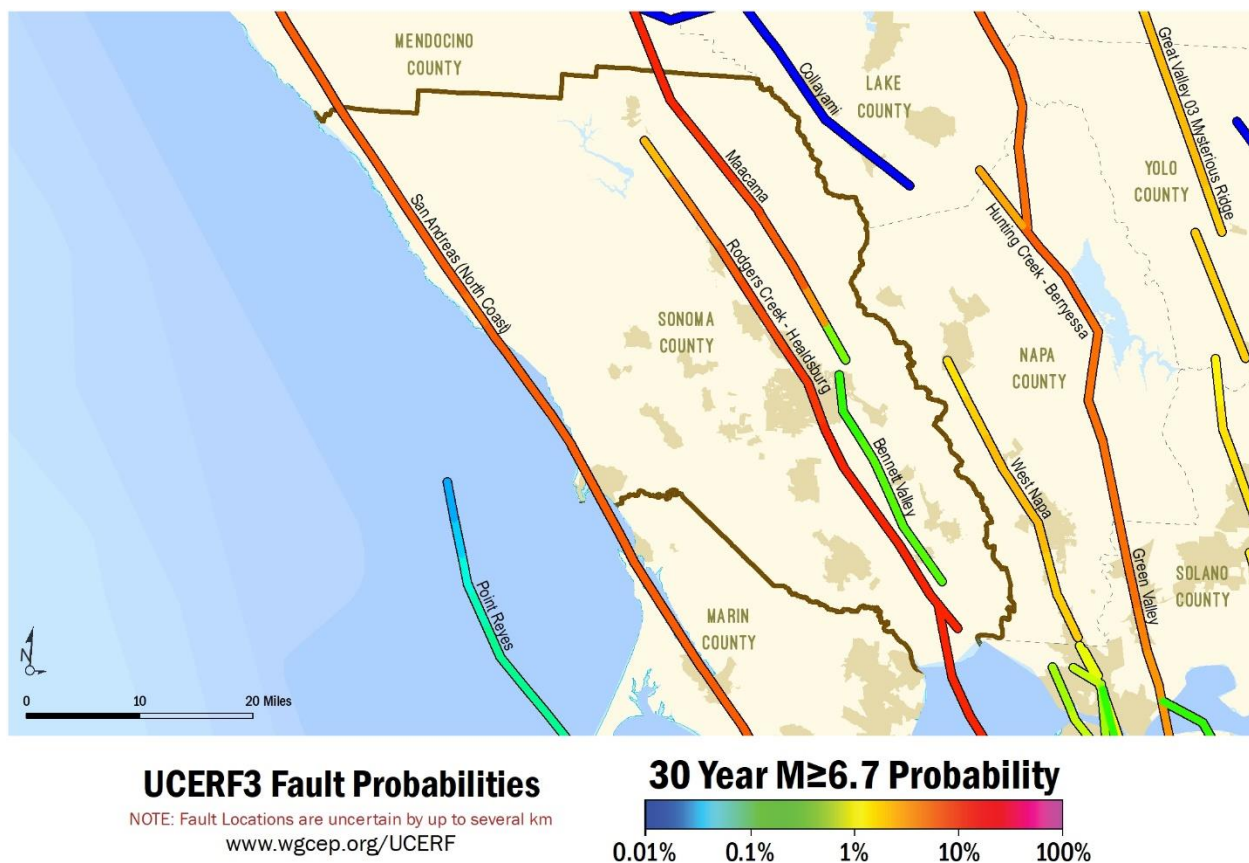 MENDOCINO
COUNTY
LAKE
COUNTY
Collayami
Great Valley 03 Mysterious Ridge
YOLO
COUNTY
Maacama
San Andreas (North Coast)
Rodgers Creek - Healdsburg
Hunting Creek - Berryessa
SONOMA
COUNTY
NAPA
COUNTY
Bennett Valley
West Napa
Green Valley
SOLANO
COUNTY
Point Reyes
MARIN
COUNTY
N
0 10 20 Miles
UCERF3 Fault Probabilities
NOTE: Fault Locations are uncertain by up to several km
www.wgcep.org/UCERF
30 Year M≥6.7 Probability
0.01% 0.1% 1% 10% 100%